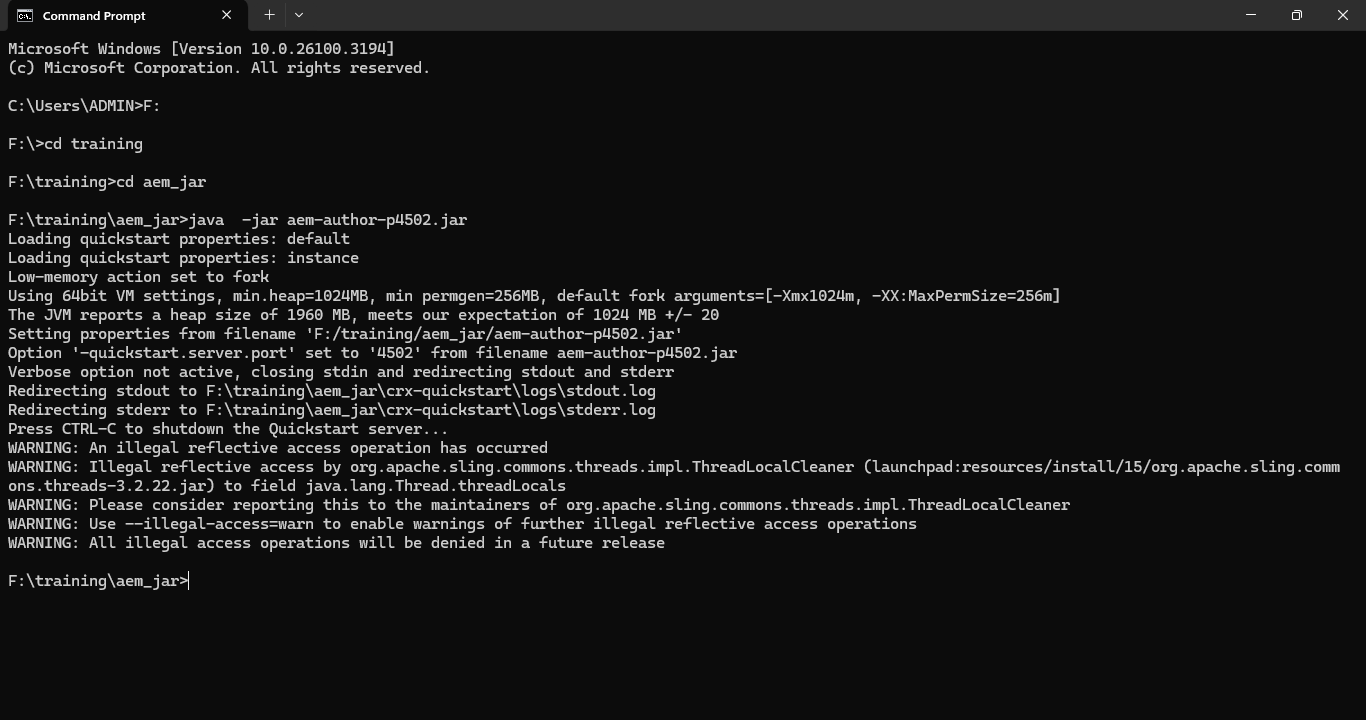 Command Prompt
Microsoft Windows [Version 10.0.26100.3194]
(c) Microsoft Corporation. All rights reserved.
C:\Users\ADMIN>F:
F:\>cd training
F:\training>cd aem_jar
F:\training\aem_jar>java  -jar aem-author-p4502.jar
Loading quickstart properties: default
Loading quickstart properties: instance
Low-memory action set to fork
Using 64bit VM settings, min.heap=1024MB, min permgen=256MB, default fork arguments=[-Xmx1024m, -XX:MaxPermSize=256m]
The JVM reports a heap size of 1960 MB, meets our expectation of 1024 MB +/- 20
Setting properties from filename 'F:/training/aem_jar/aem-author-p4502.jar'
Option '-quickstart.server.port' set to '4502' from filename aem-author-p4502.jar
Verbose option not active, closing stdin and redirecting stdout and stderr
Redirecting stdout to F:\training\aem_jar\crx-quickstart\logs\stdout.log
Redirecting stderr to F:\training\aem_jar\crx-quickstart\logs\stderr.log
Press CTRL-C to shutdown the Quickstart server...
WARNING: An illegal reflective access operation has occurred
WARNING: Illegal reflective access by org.apache.sling.commons.threads.impl.ThreadLocalCleaner (launchpad:resources/install/15/org.apache.sling.comm
ons.threads-3.2.22.jar) to field java.lang.Thread.threadLocals
WARNING: Please consider reporting this to the maintainers of org.apache.sling.commons.threads.impl.ThreadLocalCleaner
WARNING: Use --illegal-access=warn to enable warnings of further illegal reflective access operations
WARNING: All illegal access operations will be denied in a future release
F:\training\aem_jar>